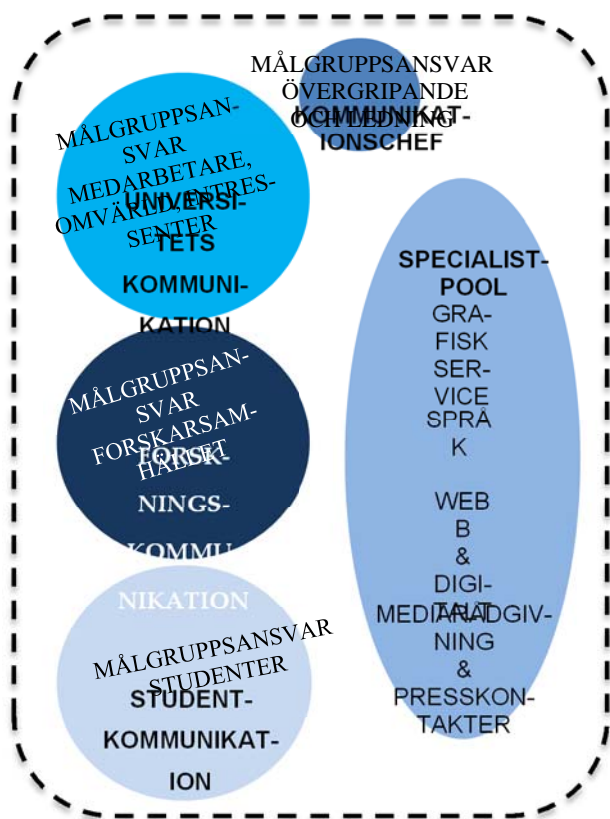 MÅLGRUPPSANSVAR
ÖVERGRIPANDE
OCH LEDNING
KOMMUNIKAT-
IONSCHEF
MÅLGRUPPSAN-
SVAR
MEDARBETARE,
OMVÄRLD, INTRES-
SENTER
UNIVERSI-
TETS
KOMMUNI-
KATION
MÅLGRUPPSAN-
SVAR
FORSKARSAM-
HÄLLET
FORSK-
NINGS-
KOMMU-
NIKATION
MÅLGRUPPSANSVAR
STUDENTER
STUDENT-
KOMMUNIKAT-
ION
SPECIALIST-
POOL
GRA-
FISK
SER-
VICE
SPRÅ
K
WEB
B
&
DIGI-
TALT
MEDIARÅDGIV-
NING
&
PRESSKON-
TAKTER